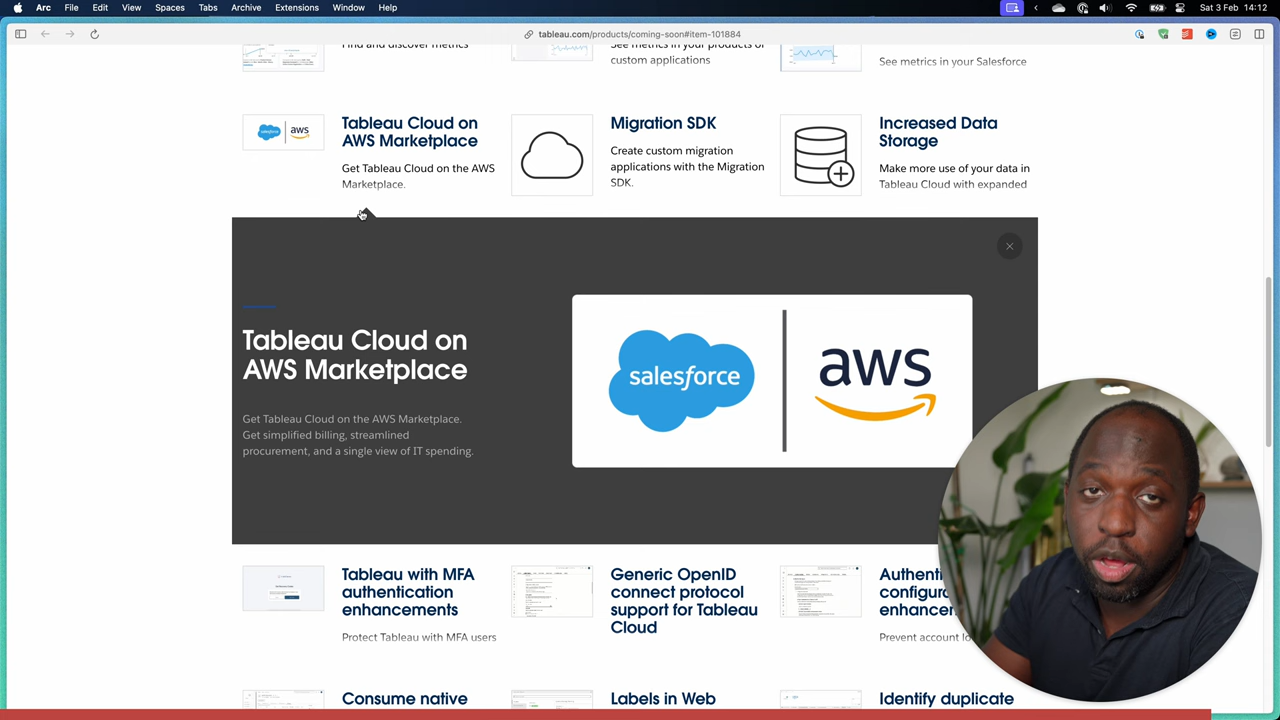 Arc File Edit View Spaces Tabs Archive Extensions Window Help Sat 3 Feb 14:12
tableau.com/products/coming-soon#item-101884
Find and discover metrics
See metrics in your products or
custom applications
See metrics in your Salesforce
Tableau Cloud on
AWS Marketplace
Get Tableau Cloud on the AWS
Marketplace.
Migration SDK
Create custom migration
applications with the Migration
SDK.
Increased Data
Storage
Make more use of your data in
Tableau Cloud with expanded
salesforce aws
Tableau Cloud on
AWS Marketplace
Get Tableau Cloud on the AWS Marketplace.
Get simplified billing, streamlined
procurement, and a single view of IT spending.
salesforce
aws
Tableau with MFA
authentication
enhancements
Protect Tableau with MFA users
Generic OpenID
connect protocol
support for Tableau
Cloud
Authent
configur
enhancer
Prevent account lo
Consume native
Labels in Web
Identify duplicate